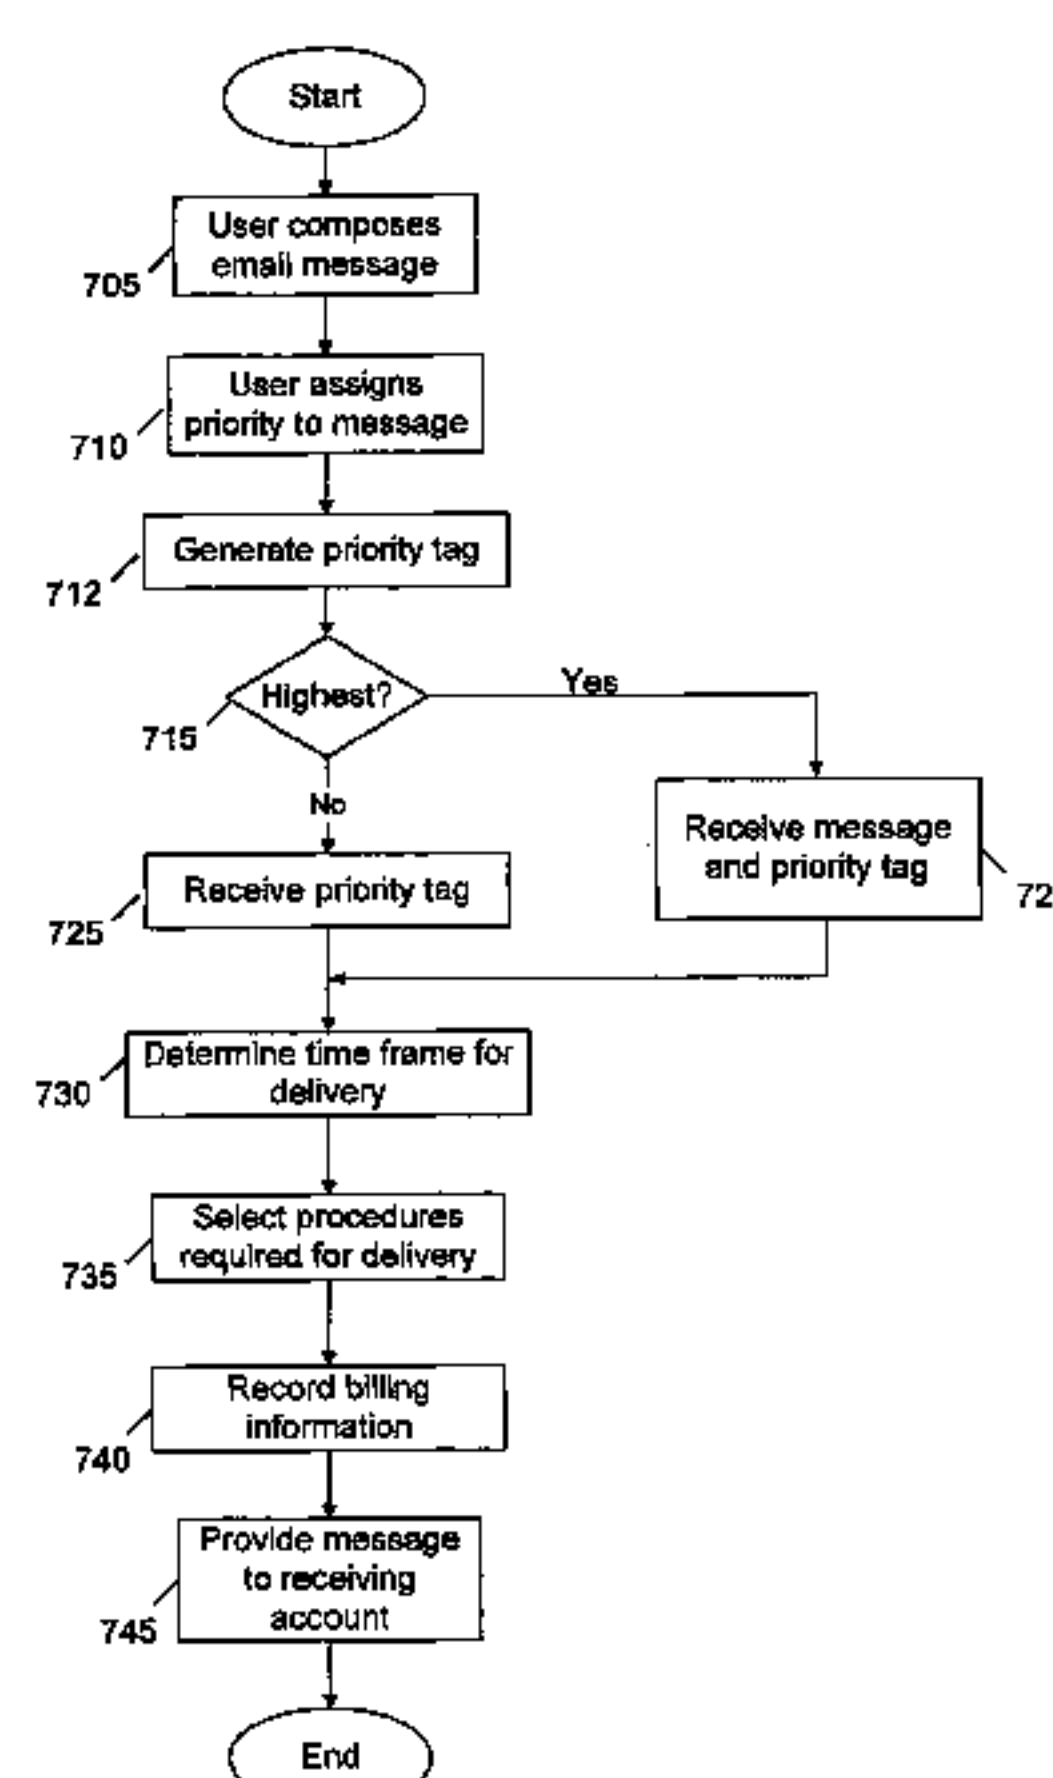 Start
User composes
email message
705
User assigns
priority to message
710
Generate priority tag
712
Highest?
715
Yes
No
Receive message
and priority tag
72
Receive priority tag
725
Determine time frame for
delivery
730
Select procedures
required for delivery
735
Record billing
information
740
Provide message
to receiving
account
745
End